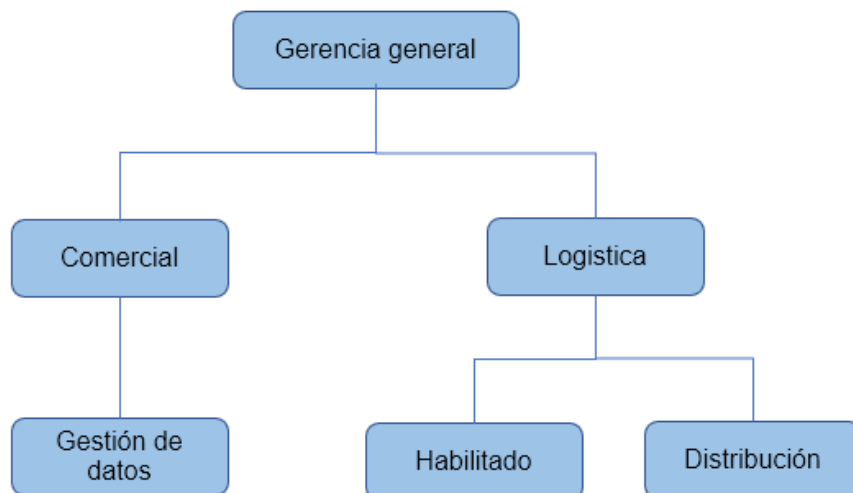 Gerencia general
Comercial
Logistica
Gestión de
datos
Habilitado
Distribución